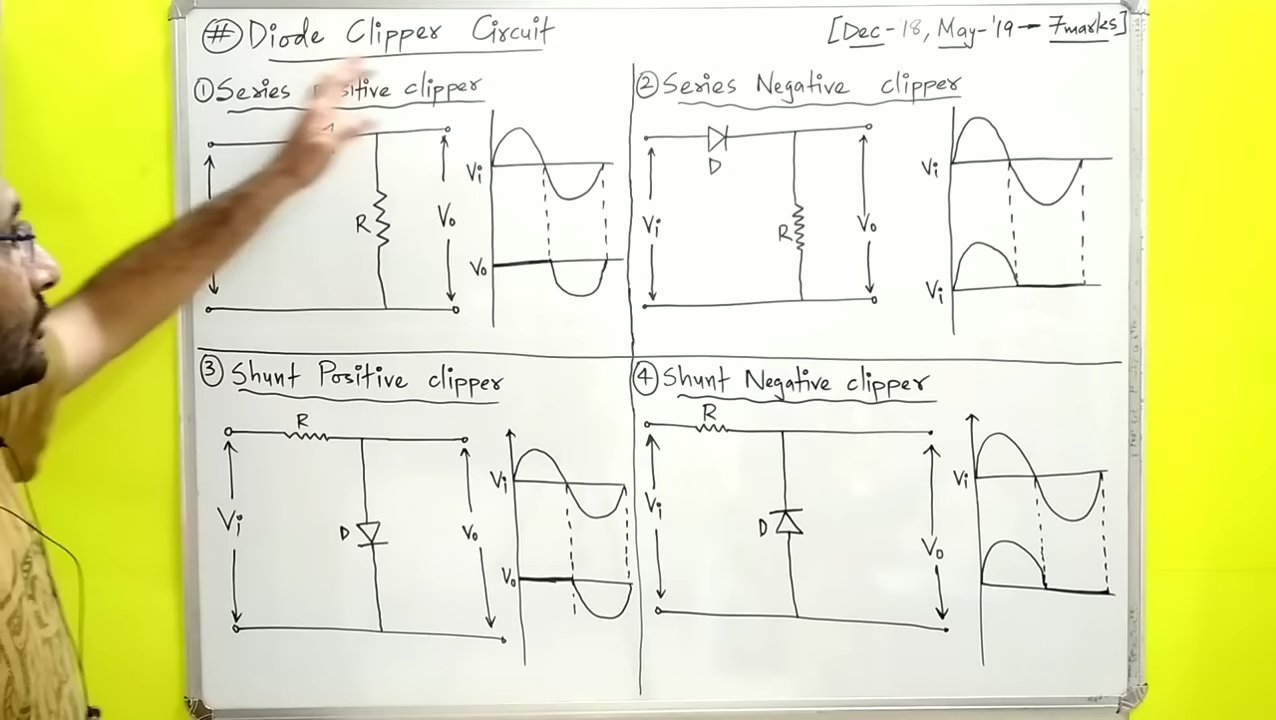 # Diode Clipper Circuit
[Dec-'18, May-'19 → 7marks]
① Series Positive clipper
R
Vo
Vi
Vo
② Series Negative clipper
D
Vi
R
Vo
Vi
Vi
③ Shunt Positive clipper
R
Vi
D
Vo
Vi
Vo
④ Shunt Negative clipper
R
Vi
D
Vo
Vi